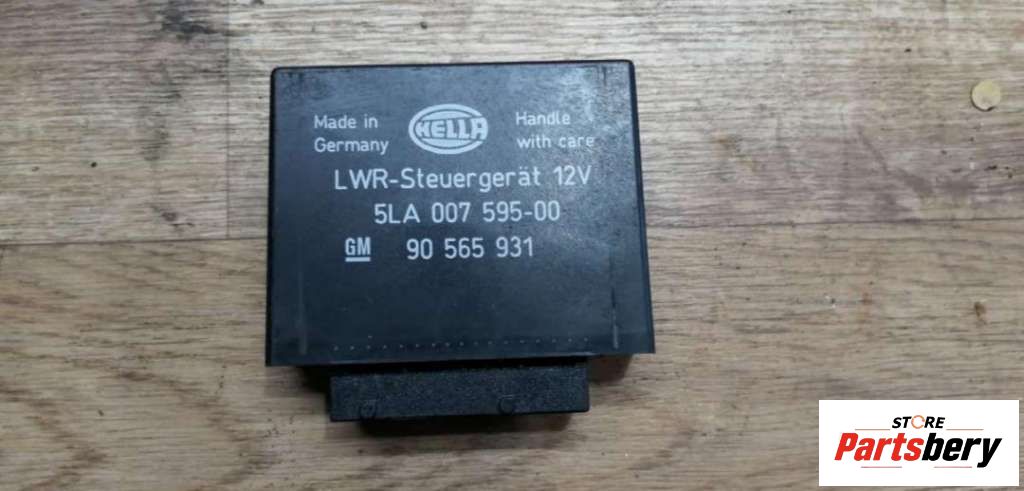 Made in
Germany
HELLA
Handle
with care
LWR-Steuergerät 12V
5LA 007 595-00
GM 90 565 931
STORE
Partsbery